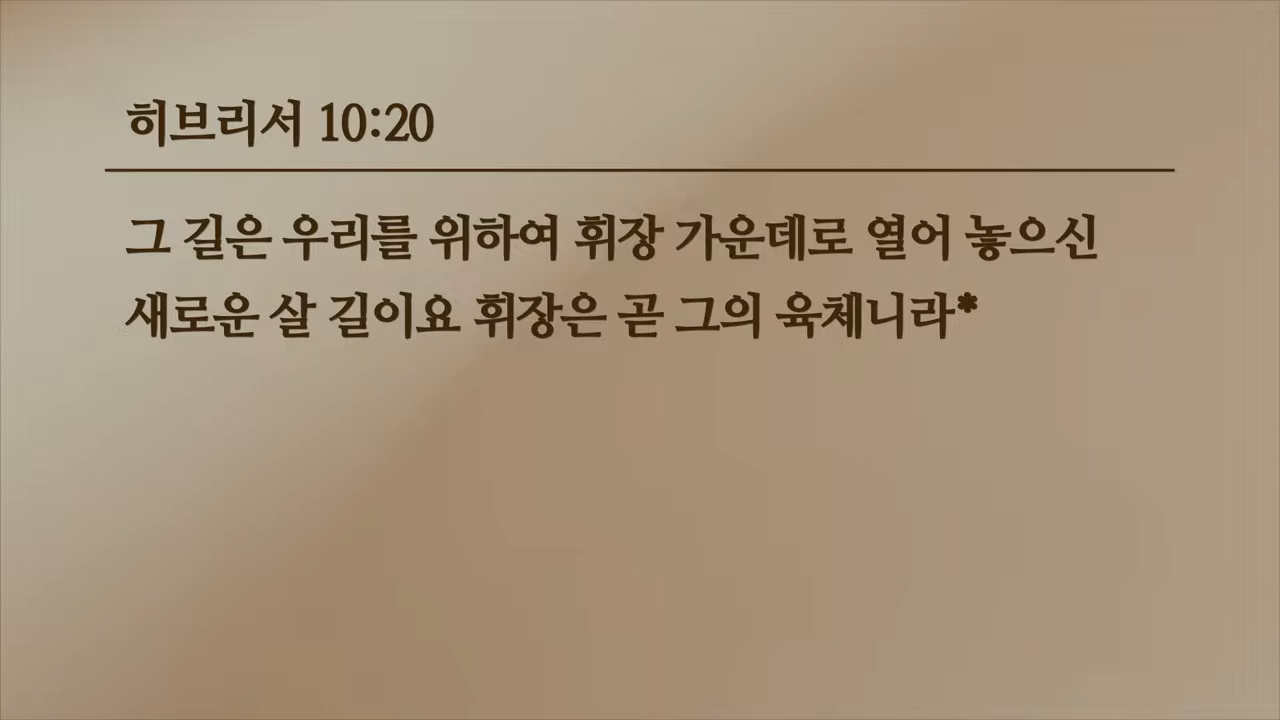 히브리서 10:20
그 길은 우리를 위하여 휘장 가운데로 열어 놓으신
새로운 살 길이요 휘장은 곧 그의 육체니라*